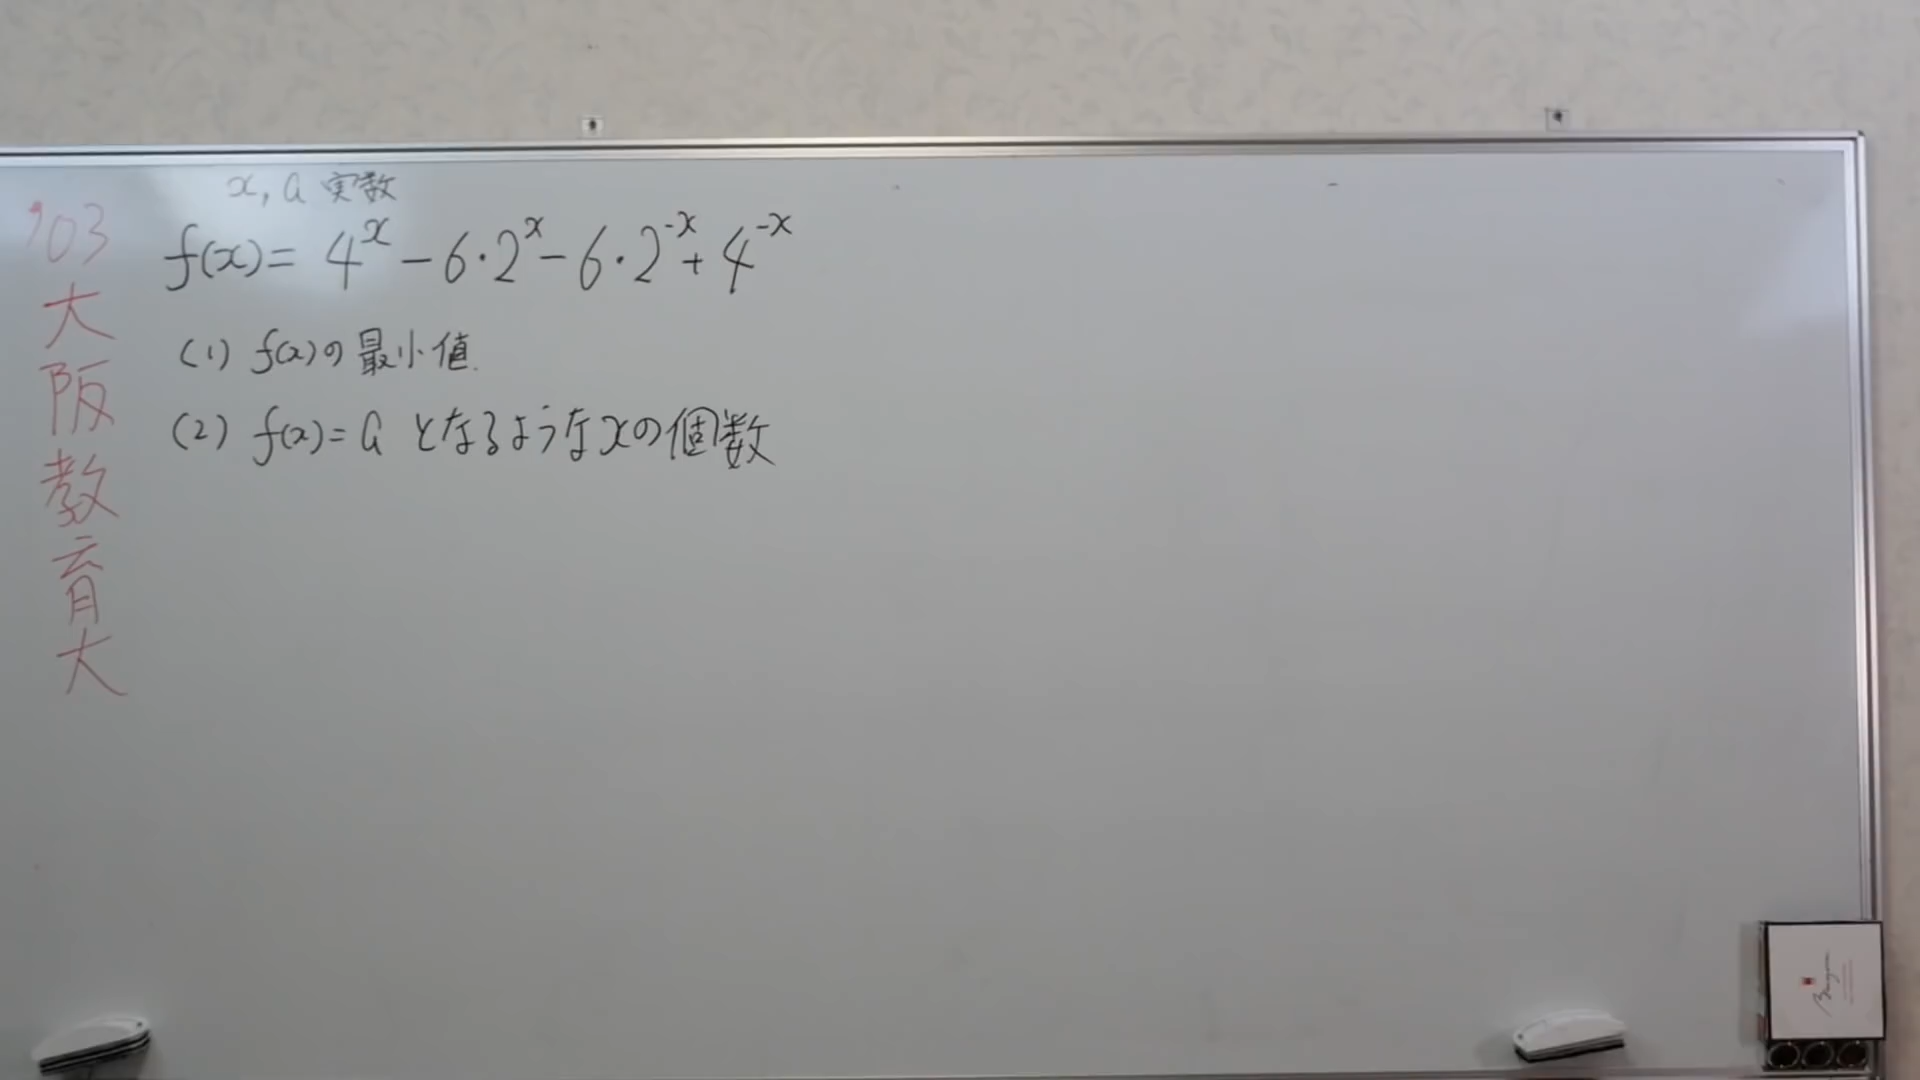 '03 大阪教育大
x, a 実数
f(x) = 4^x - 6・2^x - 6・2^-x + 4^-x
(1) f(x)の最小値.
(2) f(x) = a となるようなxの個数